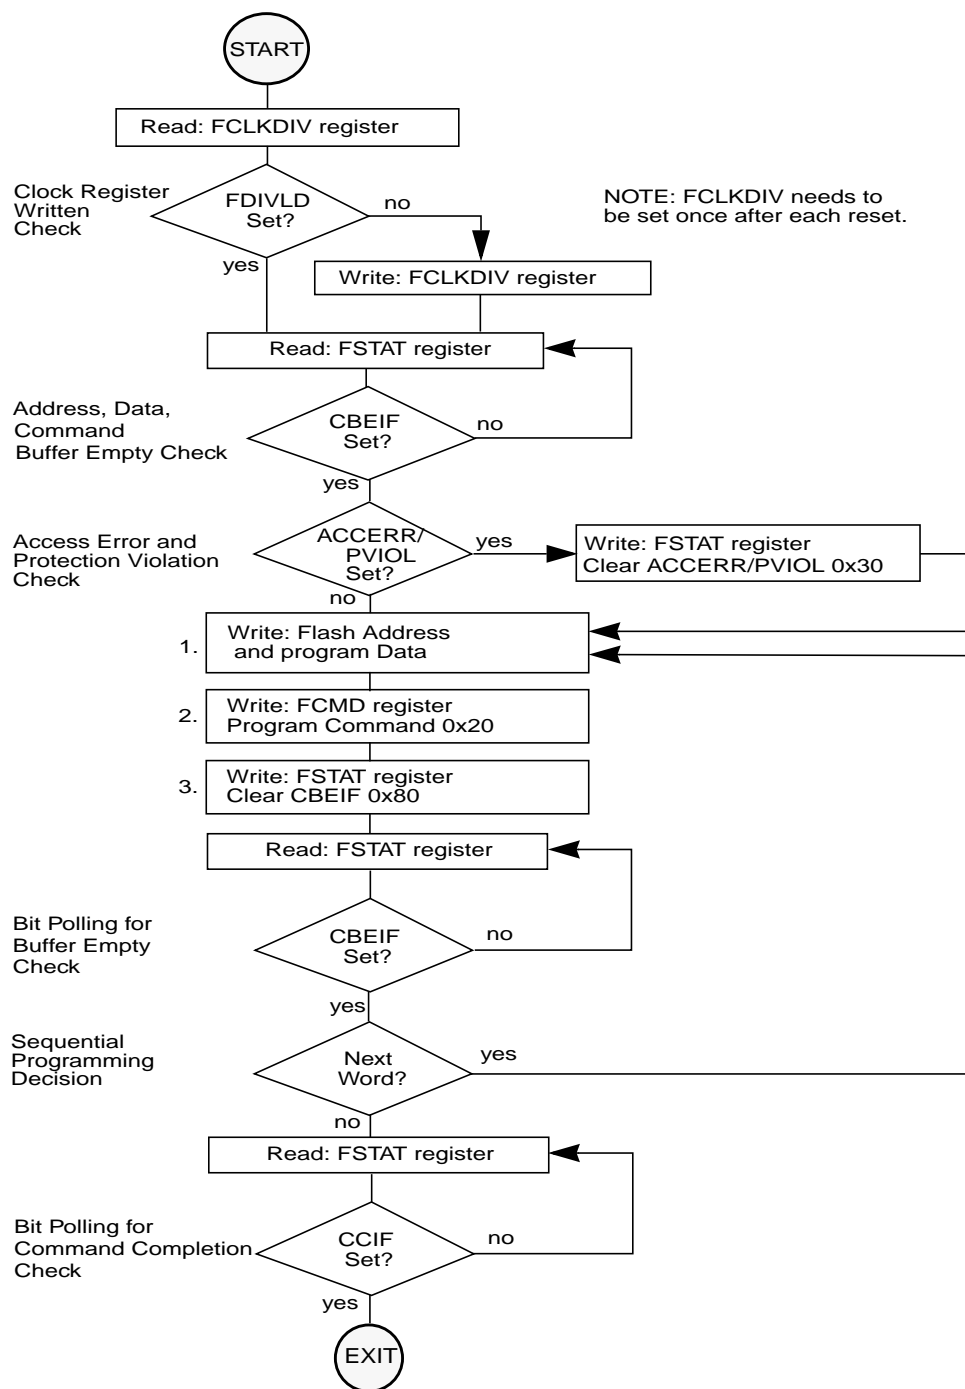 START
Read: FCLKDIV register
Clock Register
Written
Check
FDIVLD
Set?
no
NOTE: FCLKDIV needs to
be set once after each reset.
yes
Write: FCLKDIV register
Read: FSTAT register
Address, Data,
Command
Buffer Empty Check
CBEIF
Set?
no
yes
Access Error and
Protection Violation
Check
ACCERR/
PVIOL
Set?
yes
Write: FSTAT register
Clear ACCERR/PVIOL 0x30
no
1.
Write: Flash Address
and program Data
2.
Write: FCMD register
Program Command 0x20
3.
Write: FSTAT register
Clear CBEIF 0x80
Read: FSTAT register
Bit Polling for
Buffer Empty
Check
CBEIF
Set?
no
yes
Sequential
Programming
Decision
Next
Word?
yes
no
Read: FSTAT register
Bit Polling for
Command Completion
Check
CCIF
Set?
no
yes
EXIT